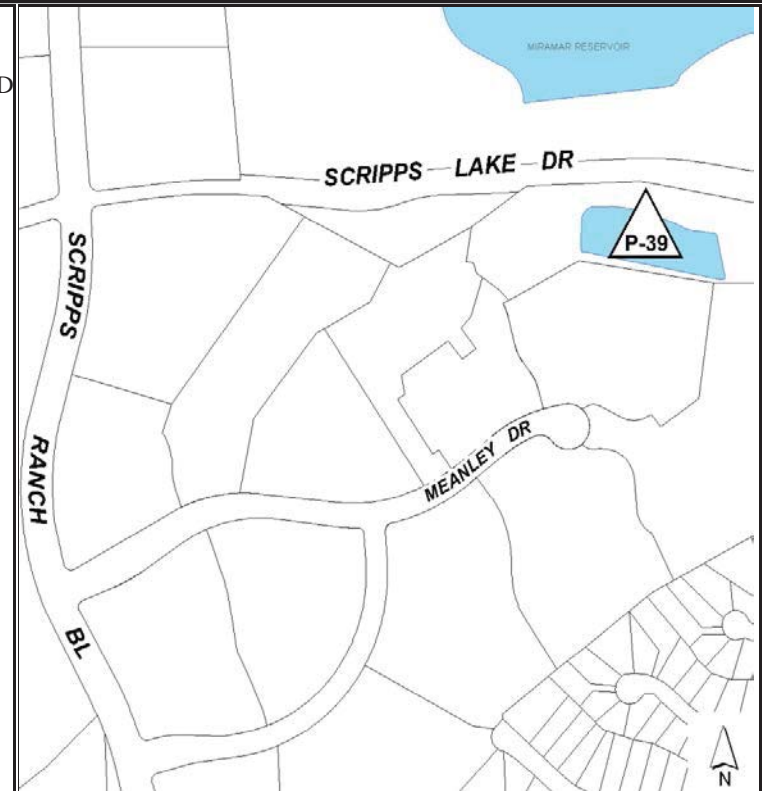 D
MIRAMAR RESERVOIR
SCRIPPS LAKE DR
P-39
SCRIPPS
RANCH
BL
MEANLEY DR
N